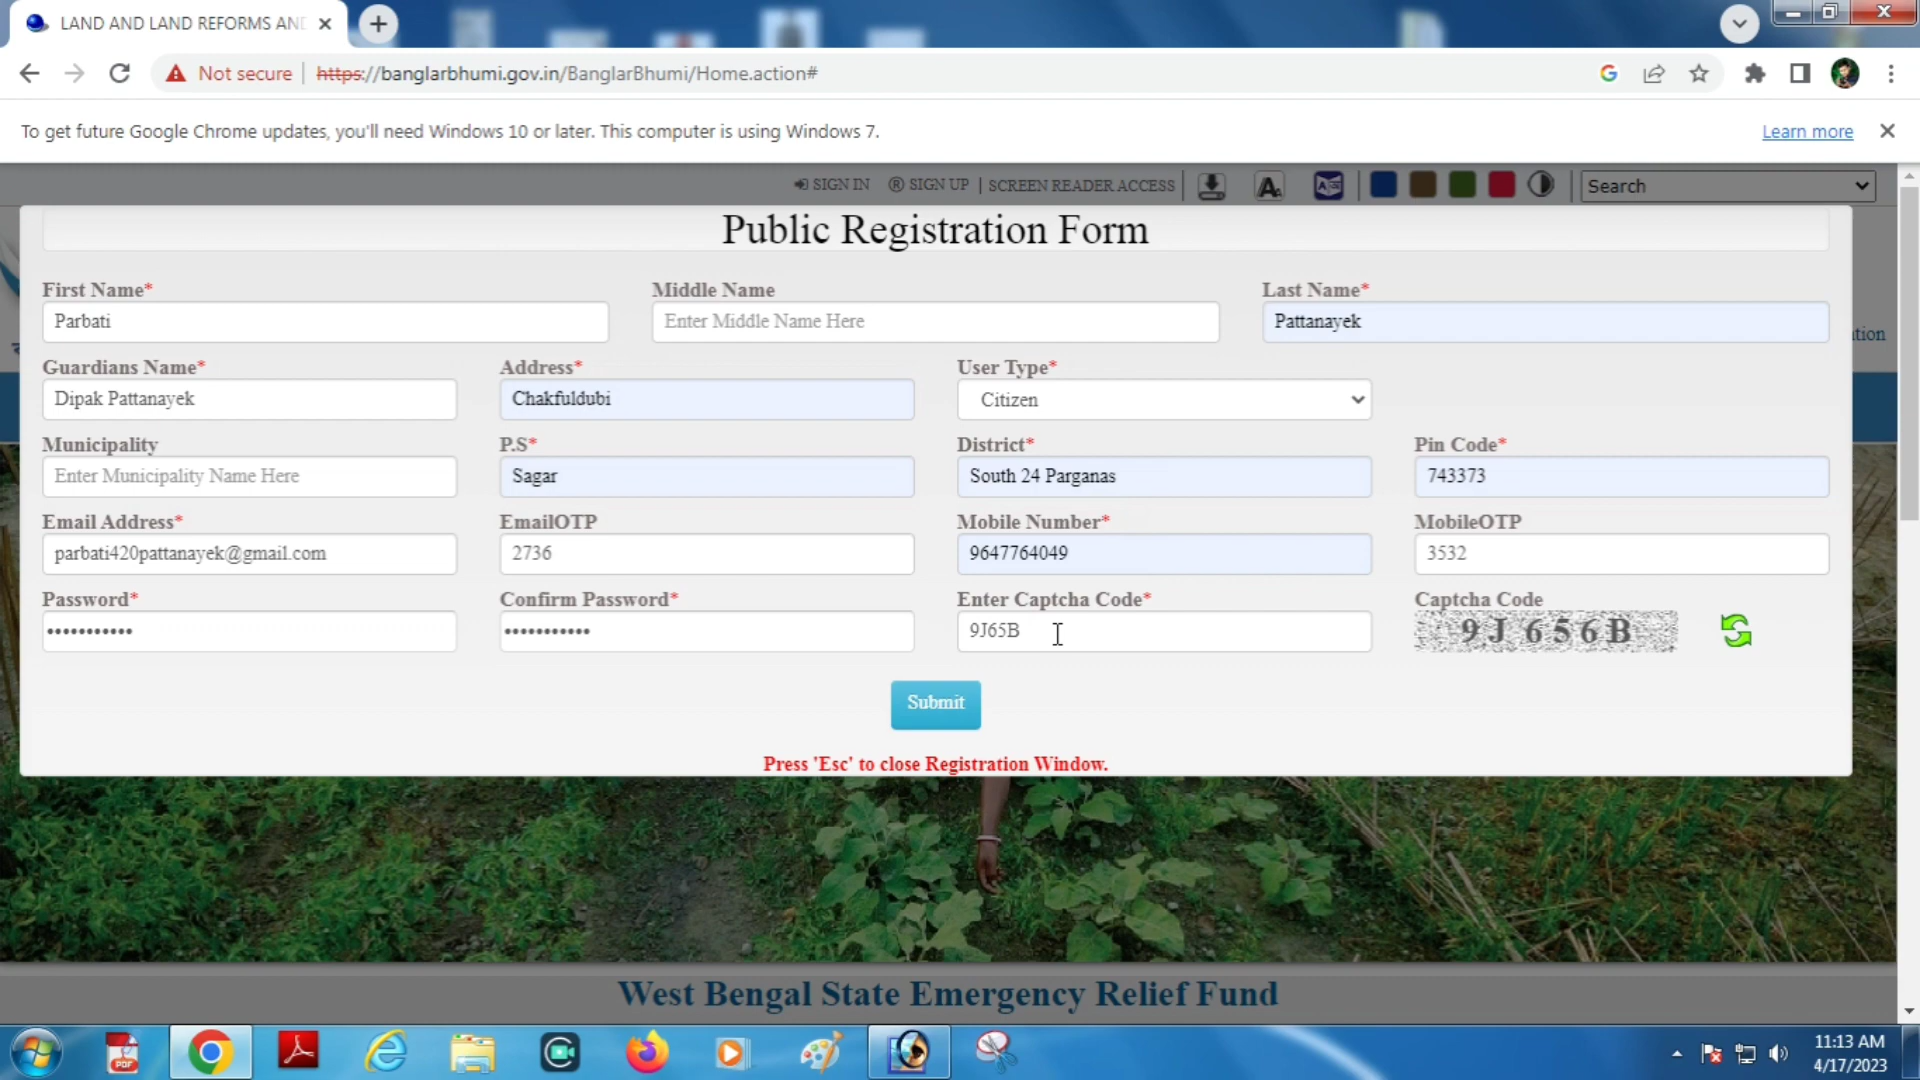 LAND AND LAND REFORMS AND
Not secure
https://banglarbhumi.gov.in/BanglarBhumi/Home.action#
To get future Google Chrome updates, you'll need Windows 10 or later. This computer is using Windows 7.
Learn more
SIGN IN
SIGN UP | SCREEN READER ACCESS
Search
Public Registration Form
First Name*
Middle Name
Last Name*
Parbati
Enter Middle Name Here
Pattanayek
Guardians Name*
Address*
User Type*
Dipak Pattanayek
Chakfuldubi
Citizen
Municipality
P.S*
District*
Pin Code*
Enter Municipality Name Here
Sagar
South 24 Parganas
743373
Email Address*
EmailOTP
Mobile Number*
MobileOTP
parbati420pattanayek@gmail.com
2736
9647764049
3532
Password*
Confirm Password*
Enter Captcha Code*
Captcha Code
•••••••••••
•••••••••••
9J65B
9J656B
Submit
Press 'Esc' to close Registration Window.
West Bengal State Emergency Relief Fund
11:13 AM
4/17/2023